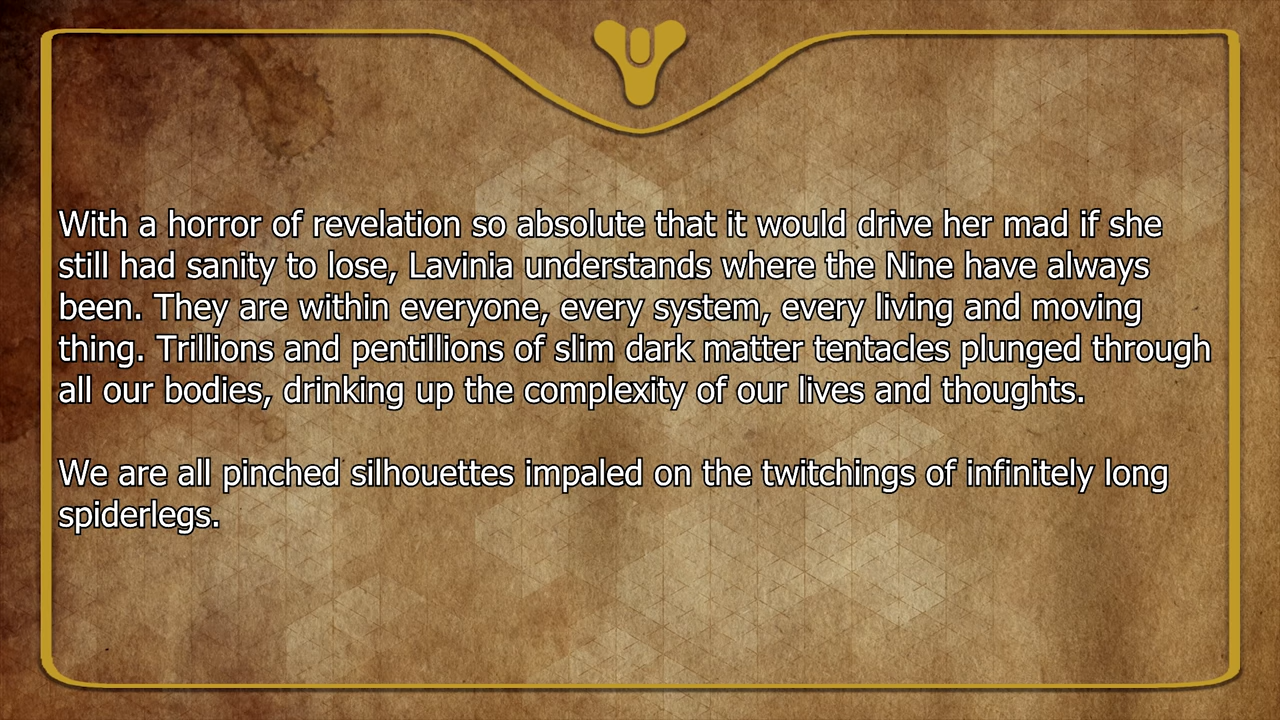 With a horror of revelation so absolute that it would drive her mad if she
still had sanity to lose, Lavinia understands where the Nine have always
been. They are within everyone, every system, every living and moving
thing. Trillions and pentillions of slim dark matter tentacles plunged through
all our bodies, drinking up the complexity of our lives and thoughts.
We are all pinched silhouettes impaled on the twitchings of infinitely long
spiderlegs.